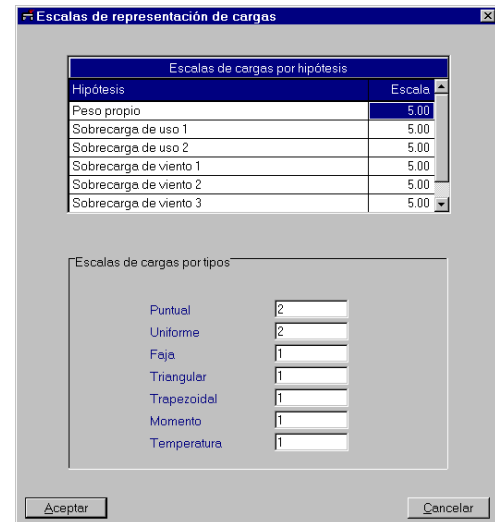 Escalas de representación de cargas
Escalas de cargas por hipótesis
Hipótesis Escala
Peso propio 5.00
Sobrecarga de uso 1 5.00
Sobrecarga de uso 2 5.00
Sobrecarga de viento 1 5.00
Sobrecarga de viento 2 5.00
Sobrecarga de viento 3 5.00
Escalas de cargas por tipos
Puntual 2
Uniforme 2
Faja 1
Triangular 1
Trapezoidal 1
Momento 1
Temperatura 1
Aceptar Cancelar